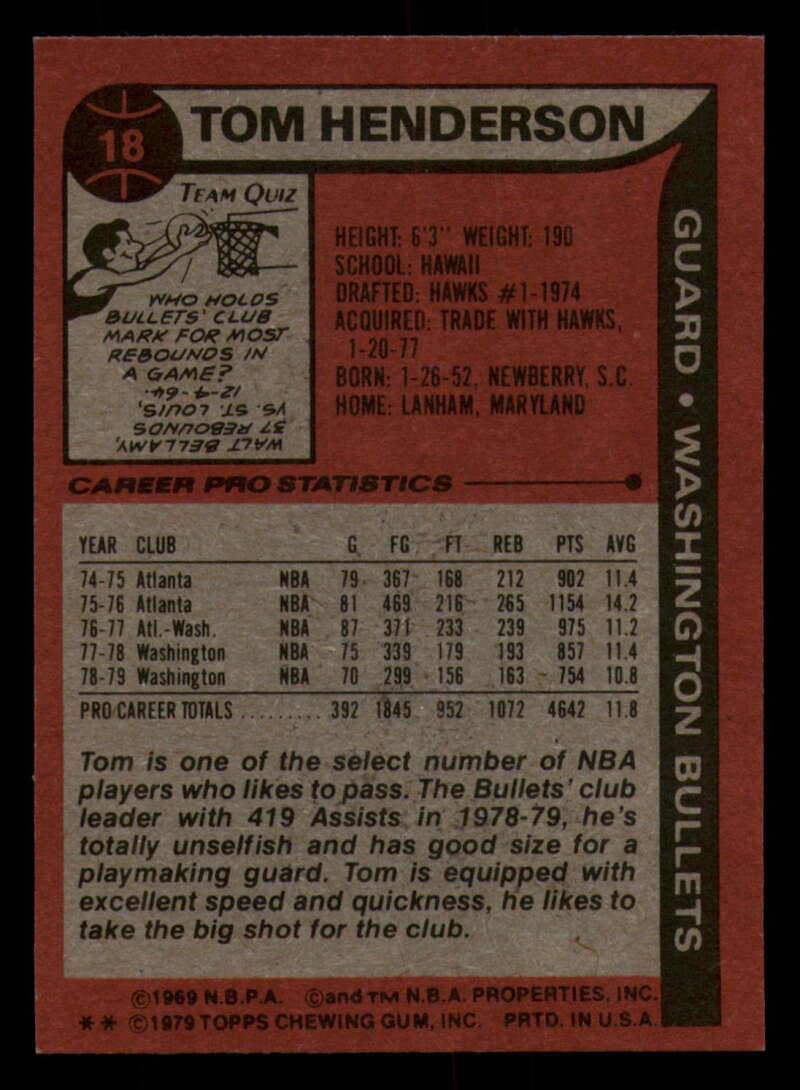 18
TOM HENDERSON
TEAM QUIZ
WHO HOLDS
BULLETS' CLUB
MARK FOR MOST
REBOUNDS IN
A GAME?
WALT BELLAMY,
37 REBOUNDS
VS. ST. LOUIS,
12-4-64.
HEIGHT: 6'3" WEIGHT: 190
SCHOOL: HAWAII
DRAFTED: HAWKS #1-1974
ACQUIRED: TRADE WITH HAWKS,
1-20-77
BORN: 1-26-52, NEWBERRY, S.C.
HOME: LANHAM, MARYLAND
GUARD • WASHINGTON BULLETS
CAREER PRO STATISTICS
YEAR CLUB G FG FT REB PTS AVG
74-75 Atlanta NBA 79 367 168 212 902 11.4
75-76 Atlanta NBA 81 469 216 265 1154 14.2
76-77 Atl.-Wash. NBA 87 371 233 239 975 11.2
77-78 Washington NBA 75 339 179 193 857 11.4
78-79 Washington NBA 70 299 156 163 754 10.8
PRO CAREER TOTALS ......... 392 1845 952 1072 4642 11.8
Tom is one of the select number of NBA
players who likes to pass. The Bullets' club
leader with 419 Assists in 1978-79, he's
totally unselfish and has good size for a
playmaking guard. Tom is equipped with
excellent speed and quickness, he likes to
take the big shot for the club.
©1969 N.B.P.A. ©and TM N.B.A. PROPERTIES, INC.
** ©1979 TOPPS CHEWING GUM, INC. PRTD. IN U.S.A.